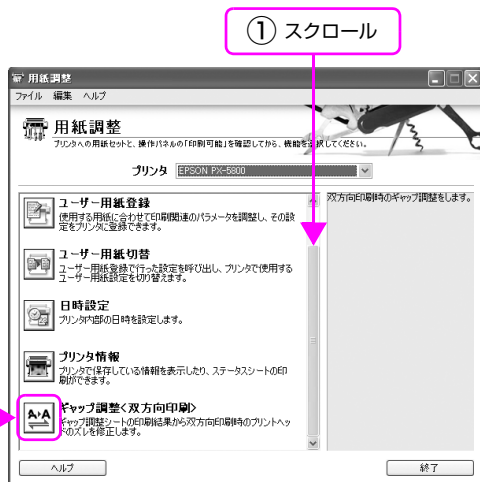 ① スクロール
用紙調整
ファイル 編集 ヘルプ
用紙調整
プリンタへの用紙セットと、操作パネルの「印刷可能」を確認してから、機能を選択してください。
プリンタ EPSON PX-5800
ユーザー用紙登録
使用する用紙に合わせて印刷関連のパラメータを調整し、その設
定をプリンタに登録できます。
ユーザー用紙切替
ユーザー用紙登録で行った設定を呼び出し、プリンタで使用する
ユーザー用紙設定を切り替えます。
日時設定
プリンタ内部の日時を設定します。
プリンタ情報
プリンタで保存している情報を表示したり、ステータスシートの印
刷ができます。
ギャップ調整<双方向印刷>
ギャップ調整シートの印刷結果から双方向印刷時のプリントヘッ
ドのズレを修正します。
双方向印刷時のギャップ調整をします。
ヘルプ
終了